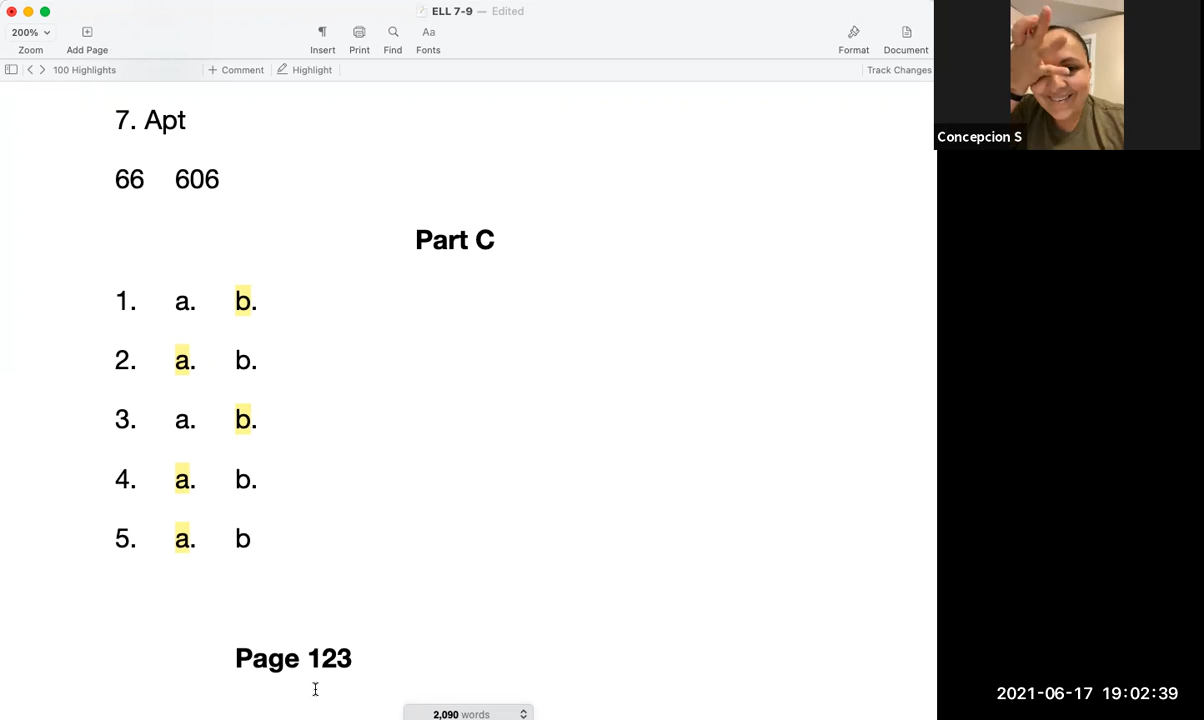 ELL 7-9 — Edited
200%
Zoom
Add Page
Insert
Print
Find
Aa
Fonts
Format
Document
100 Highlights
+ Comment
Highlight
Track Changes
Concepcion S
7. Apt
66 606
Part C
1. a. b.
2. a. b.
3. a. b.
4. a. b.
5. a. b
Page 123
2,090 words
2021-06-17 19:02:39